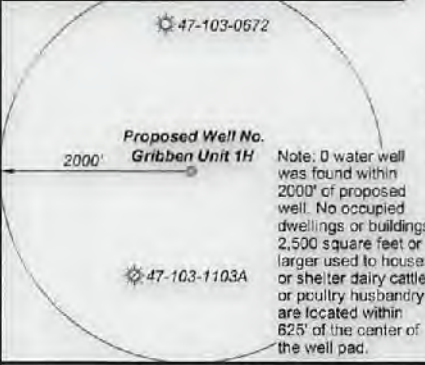 47-103-0672
Proposed Well No.
Gribben Unit 1H
2000'
Note: 0 water well
was found within
2000' of proposed
well. No occupied
dwellings or buildings
2,500 square feet or
larger used to house
or shelter dairy cattle
or poultry husbandry
are located within
625' of the center of
the well pad.
47-103-1103A